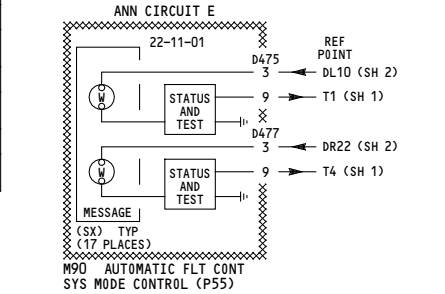 ANN CIRCUIT E
22-11-01
REF
POINT
D475
3 DL10 (SH 2)
W
STATUS
AND
TEST
9 T1 (SH 1)
D477
3 DR22 (SH 2)
W
STATUS
AND
TEST
9 T4 (SH 1)
MESSAGE
(SX) TYP
(17 PLACES)
M90 AUTOMATIC FLT CONT
SYS MODE CONTROL (P55)